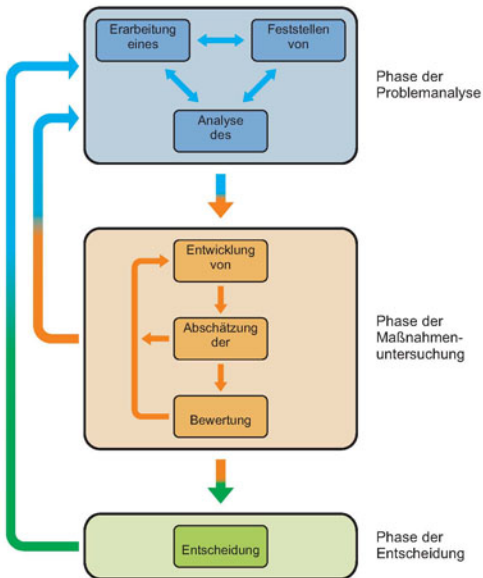 Erarbeitung
eines
Feststellen
von
Analyse
des
Phase der
Problemanalyse
Entwicklung
von
Abschätzung
der
Bewertung
Phase der
Maßnahmen-
untersuchung
Entscheidung
Phase der
Entscheidung